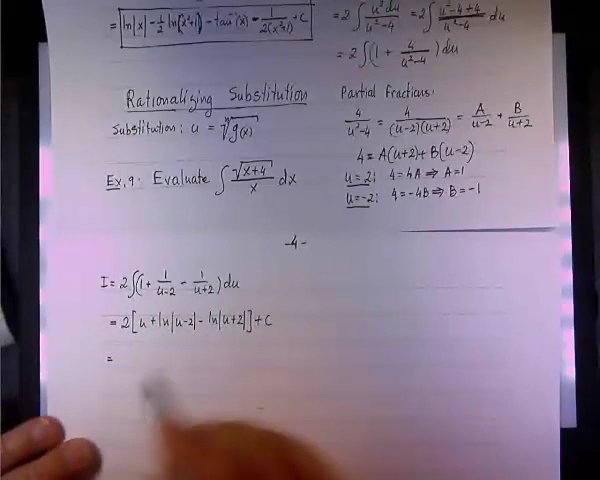 = ln|x| - 1/2 ln(x²+1) - tan⁻¹(x) - 1/(2(x²+1)) + C
Rationalizing Substitution
Substitution: u = ⁿ√g(x)
Ex. 9: Evaluate ∫ √(x+4)/x dx
= 2∫ u² du/(u²-4) = 2∫ (u²-4+4)/(u²-4) du
= 2∫(1 + 4/(u²-4)) du
Partial Fractions:
4/(u²-4) = 4/((u-2)(u+2)) = A/(u-2) + B/(u+2)
4 = A(u+2) + B(u-2)
u=2: 4=4A ⇒ A=1
u=-2: 4=-4B ⇒ B=-1
-4-
I = 2∫(1 + 1/(u-2) - 1/(u+2)) du
= 2[u + ln|u-2| - ln|u+2|] + C
=